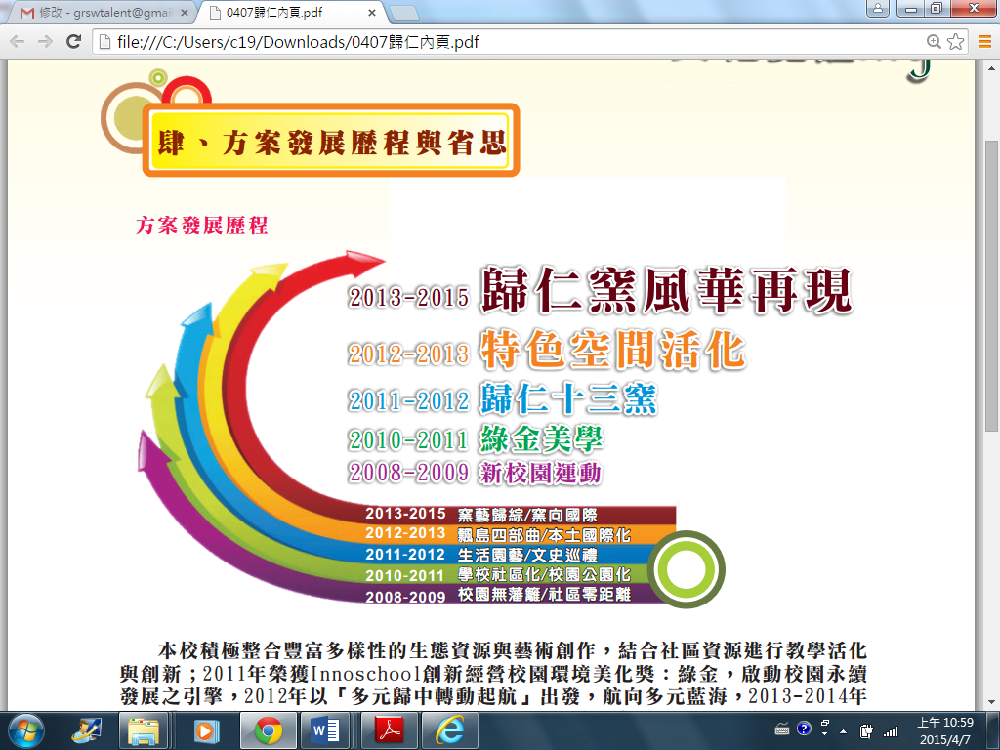 修改 - grswtalent@gmail
0407歸仁內頁.pdf
file:///C:/Users/c19/Downloads/0407歸仁內頁.pdf
肆、方案發展歷程與省思
方案發展歷程
2013-2015 歸仁窯風華再現
2012-2013 特色空間活化
2011-2012 歸仁十三窯
2010-2011 綠金美學
2008-2009 新校園運動
2013-2015 窯藝歸綜/窯向國際
2012-2013 飄島四部曲/本土國際化
2011-2012 生活園藝/文史巡禮
2010-2011 學校社區化/校園公園化
2008-2009 校園無藩籬/社區零距離
本校積極整合豐富多樣性的生態資源與藝術創作，結合社區資源進行教學活化
與創新；2011年榮獲Innoschool創新經營校園環境美化獎：綠金，啟動校園永續
發展之引擎，2012年以『多元歸中轉動起航』出發，航向多元藍海，2013-2014年
上午 10:59
2015/4/7